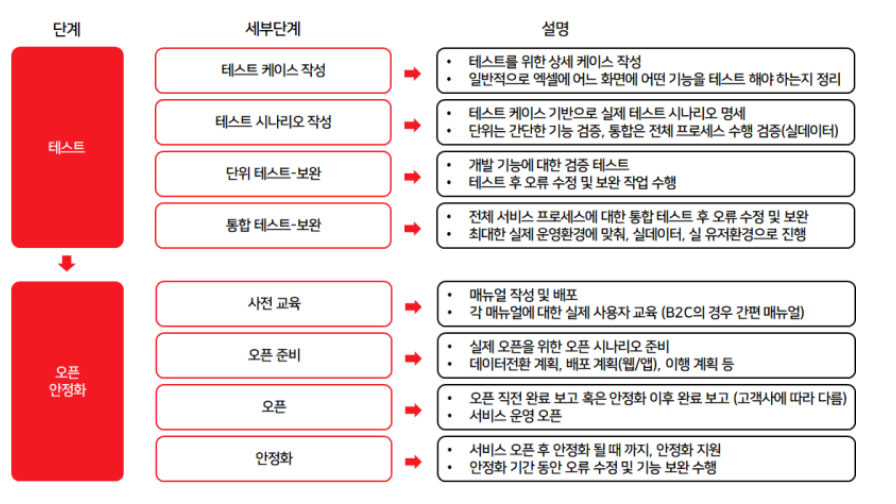 단계 세부단계 설명
테스트
테스트 케이스 작성
• 테스트를 위한 상세 케이스 작성
• 일반적으로 엑셀에 어느 화면에 어떤 기능을 테스트 해야 하는지 정리
테스트 시나리오 작성
• 테스트 케이스 기반으로 실제 테스트 시나리오 명세
• 단위는 간단한 기능 검증, 통합은 전체 프로세스 수행 검증(실데이터)
단위 테스트-보완
• 개발 기능에 대한 검증 테스트
• 테스트 후 오류 수정 및 보완 작업 수행
통합 테스트-보완
• 전체 서비스 프로세스에 대한 통합 테스트 후 오류 수정 및 보완
• 최대한 실제 운영환경에 맞춰, 실데이터, 실 유저환경으로 진행
오픈
안정화
사전 교육
• 매뉴얼 작성 및 배포
• 각 매뉴얼에 대한 실제 사용자 교육 (B2C의 경우 간편 매뉴얼)
오픈 준비
• 실제 오픈을 위한 오픈 시나리오 준비
• 데이터전환 계획, 배포 계획(웹/앱), 이행 계획 등
오픈
• 오픈 직전 완료 보고 혹은 안정화 이후 완료 보고 (고객사에 따라 다름)
• 서비스 운영 오픈
안정화
• 서비스 오픈 후 안정화 될 때 까지, 안정화 지원
• 안정화 기간 동안 오류 수정 및 기능 보완 수행